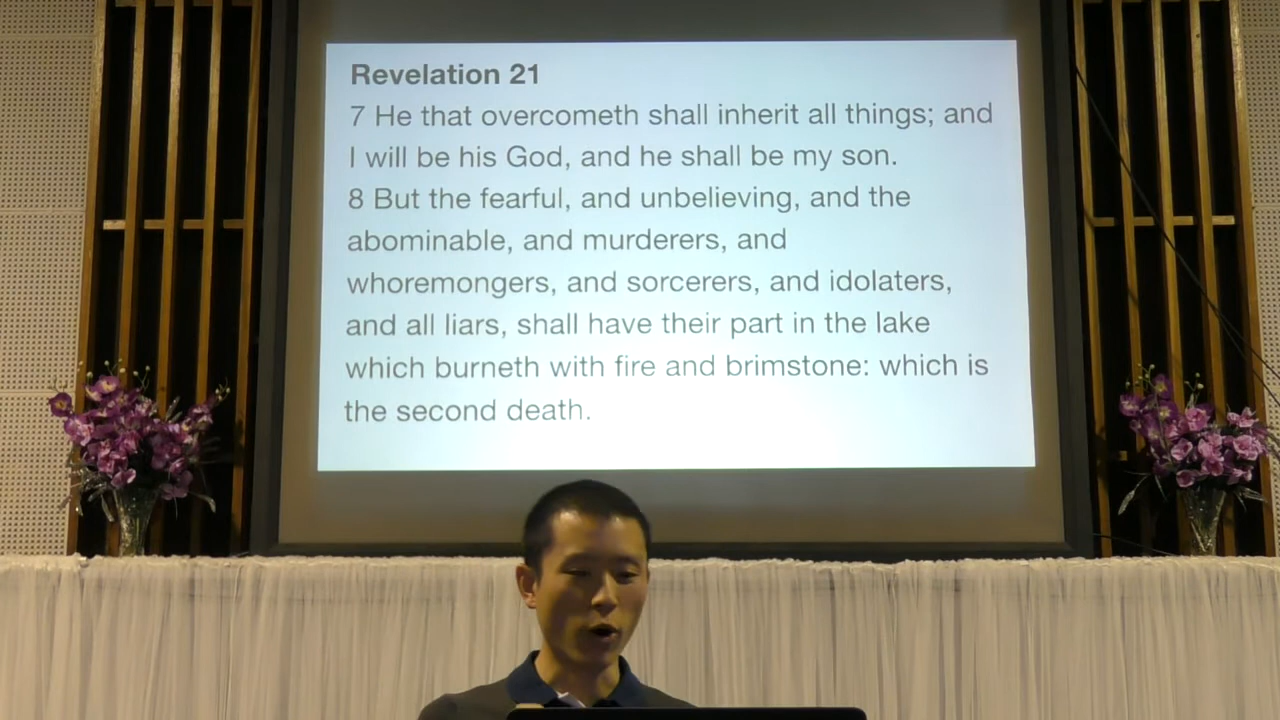 Revelation 21
7 He that overcometh shall inherit all things; and
I will be his God, and he shall be my son.
8 But the fearful, and unbelieving, and the
abominable, and murderers, and
whoremongers, and sorcerers, and idolaters,
and all liars, shall have their part in the lake
which burneth with fire and brimstone: which is
the second death.